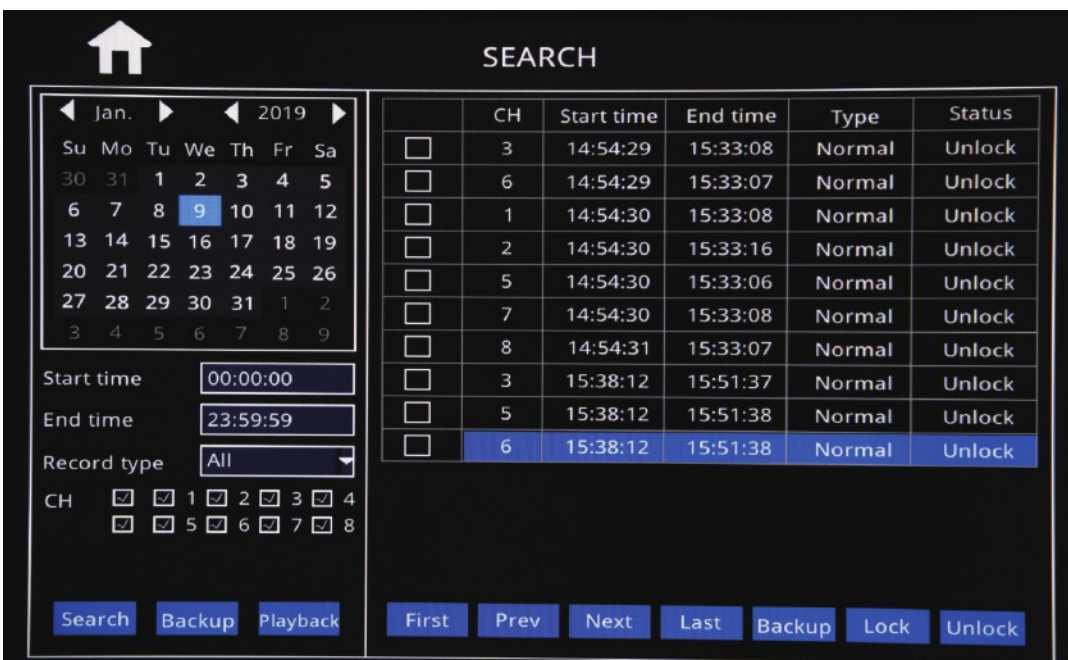 SEARCH
Jan. 2019
Su Mo Tu We Th Fr Sa
30 31 1 2 3 4 5
6 7 8 9 10 11 12
13 14 15 16 17 18 19
20 21 22 23 24 25 26
27 28 29 30 31 1 2
3 4 5 6 7 8 9
Start time 00:00:00
End time 23:59:59
Record type All
CH 1 2 3 4
5 6 7 8
Search Backup Playback
CH Start time End time Type Status
3 14:54:29 15:33:08 Normal Unlock
6 14:54:29 15:33:07 Normal Unlock
1 14:54:30 15:33:08 Normal Unlock
2 14:54:30 15:33:16 Normal Unlock
5 14:54:30 15:33:06 Normal Unlock
7 14:54:30 15:33:08 Normal Unlock
8 14:54:31 15:33:07 Normal Unlock
3 15:38:12 15:51:37 Normal Unlock
5 15:38:12 15:51:38 Normal Unlock
6 15:38:12 15:51:38 Normal Unlock
First Prev Next Last Backup Lock Unlock